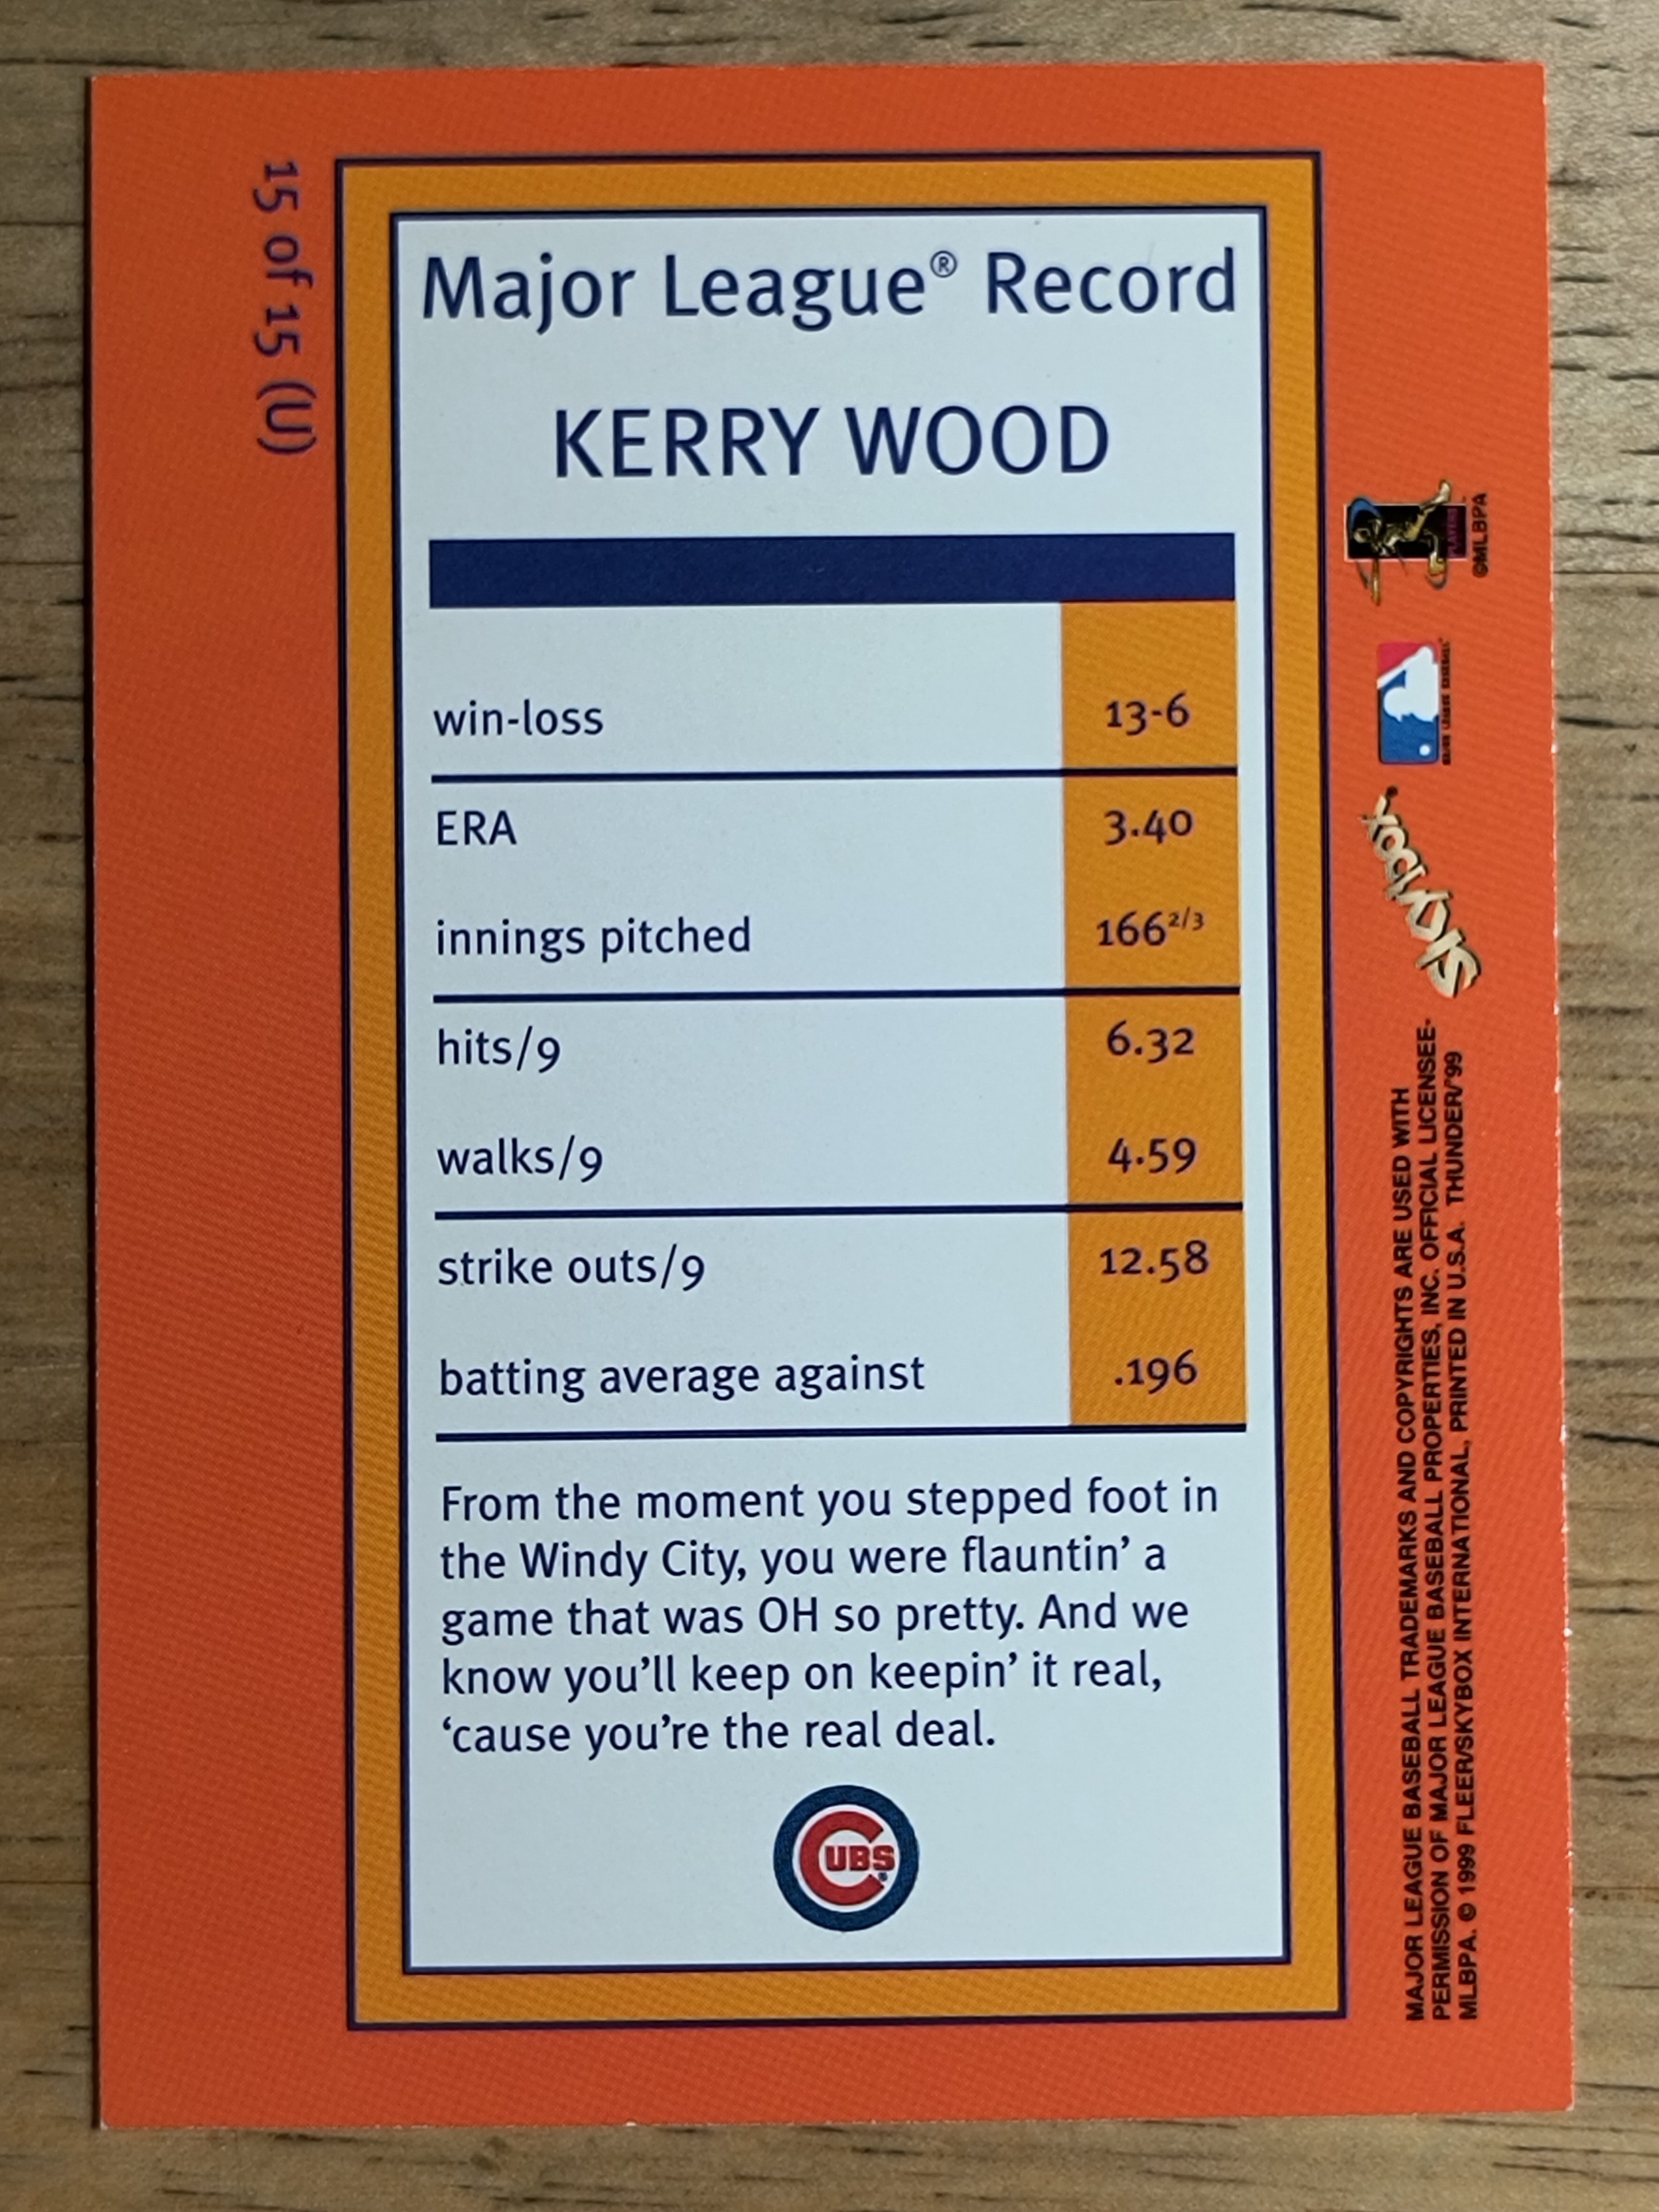 15 of 15 (U)
Major League® Record
KERRY WOOD
win-loss 13-6
ERA 3.40
innings pitched 166 2/3
hits/9 6.32
walks/9 4.59
strike outs/9 12.58
batting average against .196
From the moment you stepped foot in
the Windy City, you were flauntin’ a
game that was OH so pretty. And we
know you’ll keep on keepin’ it real,
‘cause you’re the real deal.
CUBS®
PLAYERS
©MLBPA
MAJOR LEAGUE BASEBALL
SKYBOX®
MAJOR LEAGUE BASEBALL TRADEMARKS AND COPYRIGHTS ARE USED WITH
PERMISSION OF MAJOR LEAGUE BASEBALL PROPERTIES, INC. OFFICIAL LICENSEE-
MLBPA. © 1999 FLEER/SKYBOX INTERNATIONAL, PRINTED IN U.S.A. THUNDER/'99